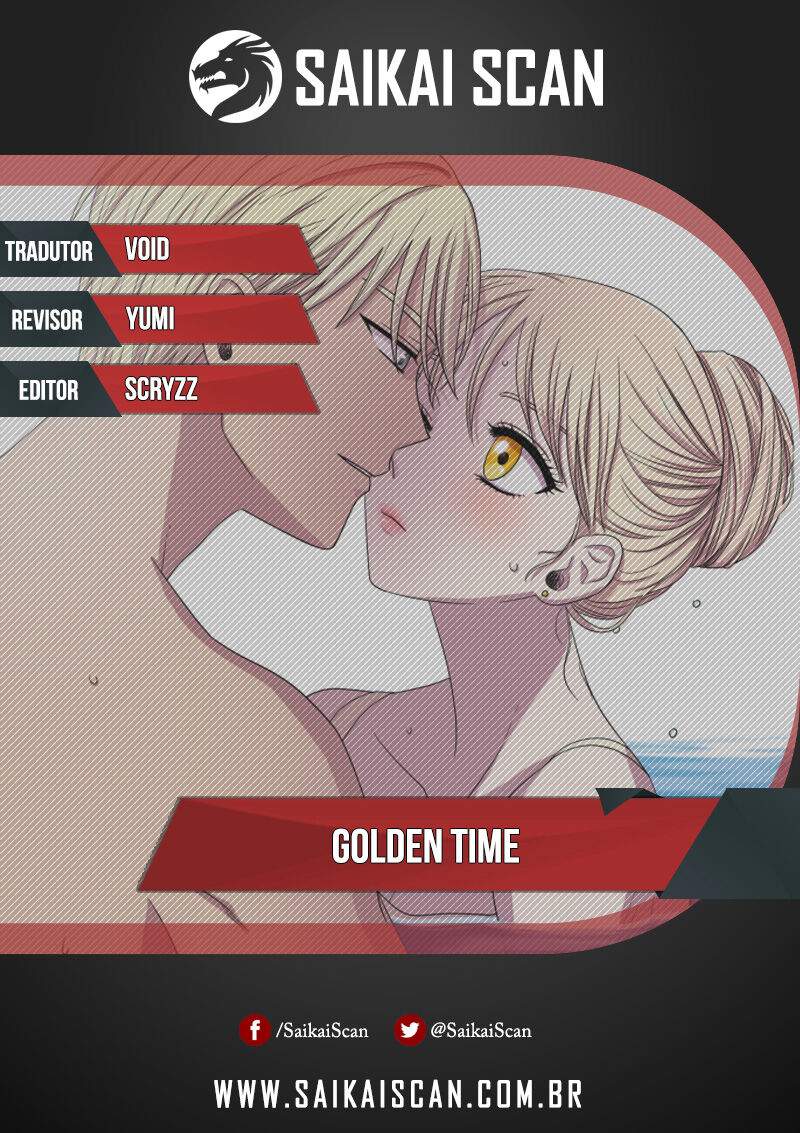 SAIKAI SCAN
TRADUTOR VOID
REVISOR YUMI
EDITOR SCRYZZ
GOLDEN TIME
/SaikaiScan @SaikaiScan
WWW.SAIKAISCAN.COM.BR